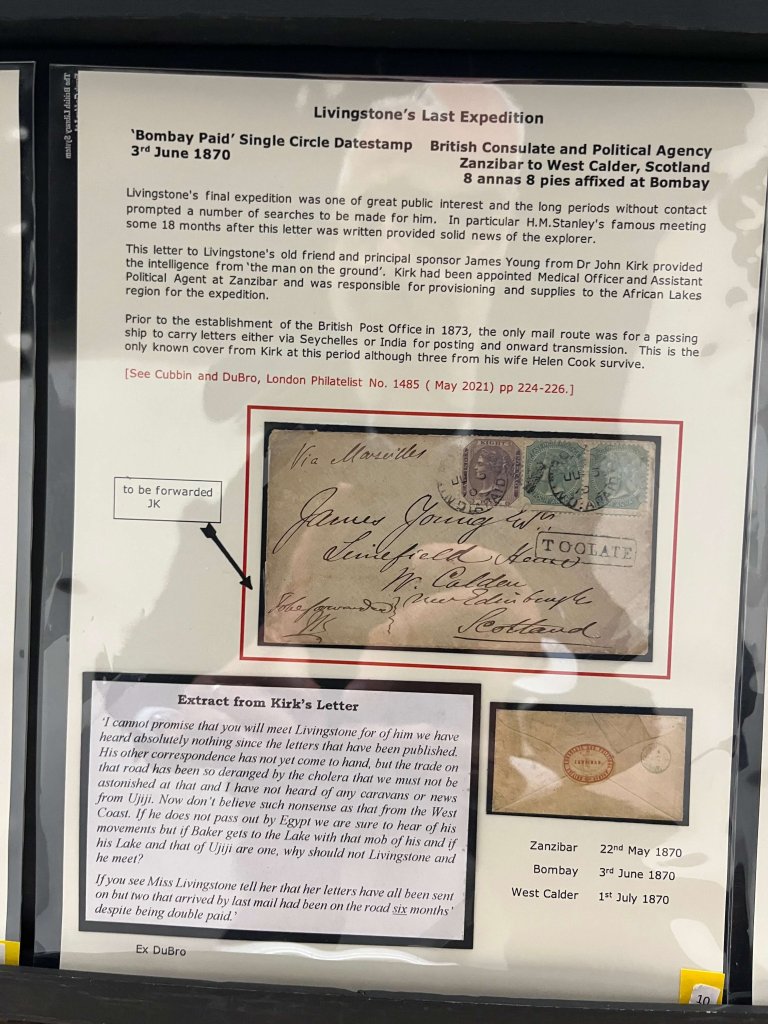 Livingstone's Last Expedition
'Bombay Paid' Single Circle Datestamp
3rd June 1870
British Consulate and Political Agency
Zanzibar to West Calder, Scotland
8 annas 8 pies affixed at Bombay
Livingstone's final expedition was one of great public interest and the long periods without contact
prompted a number of searches to be made for him. In particular H.M.Stanley's famous meeting
some 18 months after this letter was written provided solid news of the explorer.
This letter to Livingstone's old friend and principal sponsor James Young from Dr John Kirk provided
the intelligence from 'the man on the ground'. Kirk had been appointed Medical Officer and Assistant
Political Agent at Zanzibar and was responsible for provisioning and supplies to the African Lakes
region for the expedition.
Prior to the establishment of the British Post Office in 1873, the only mail route was for a passing
ship to carry letters either via Seychelles or India for posting and onward transmission. This is the
only known cover from Kirk at this period although three from his wife Helen Cook survive.
[See Cubbin and DuBro, London Philatelist No. 1485 ( May 2021) pp 224-226.]
to be forwarded
JK
Via Marseilles
EIGHT
James Young Esqr
TOO LATE
Limefield House
W. Calder
near Edinburgh
To be forwarded
JK
Scotland
Extract from Kirk's Letter
'I cannot promise that you will meet Livingstone for of him we have
heard absolutely nothing since the letters that have been published.
His other correspondence has not yet come to hand, but the trade on
that road has been so deranged by the cholera that we must not be
astonished at that and I have not heard of any caravans or news
from Ujiji. Now don't believe such nonsense as that from the West
Coast. If he does not pass out by Egypt we are sure to hear of his
movements but if Baker gets to the Lake with that mob of his and if
his Lake and that of Ujiji are one, why should not Livingstone and
he meet?
If you see Miss Livingstone tell her that her letters have all been sent
on but two that arrived by last mail had been on the road six months'
despite being double paid.'
ZANZIBAR
Zanzibar 22nd May 1870
Bombay 3rd June 1870
West Calder 1st July 1870
Ex DuBro
10